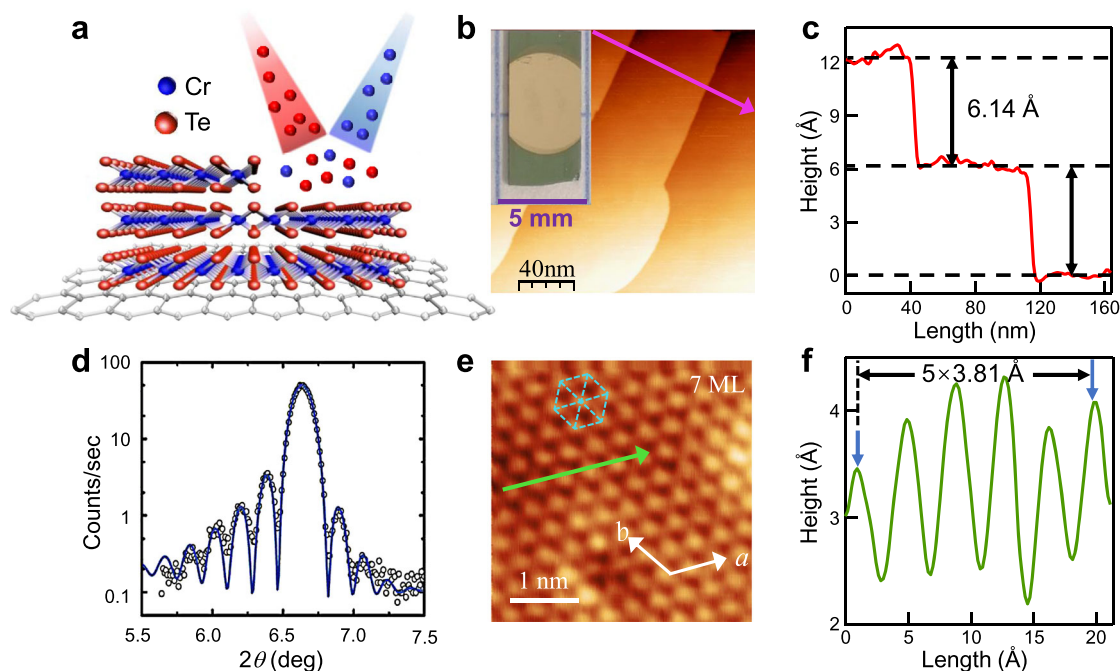 a
Cr
Te
b
5 mm
40nm
c
12
9
6
3
0
Height (Å)
6.14 Å
0
40
80
120
160
Length (nm)
d
100
10
1
0.1
Counts/sec
5.5
6.0
6.5
7.0
7.5
2θ (deg)
e
7 ML
b
a
1 nm
f
5×3.81 Å
4
3
2
Height (Å)
0
5
10
15
20
Length (Å)